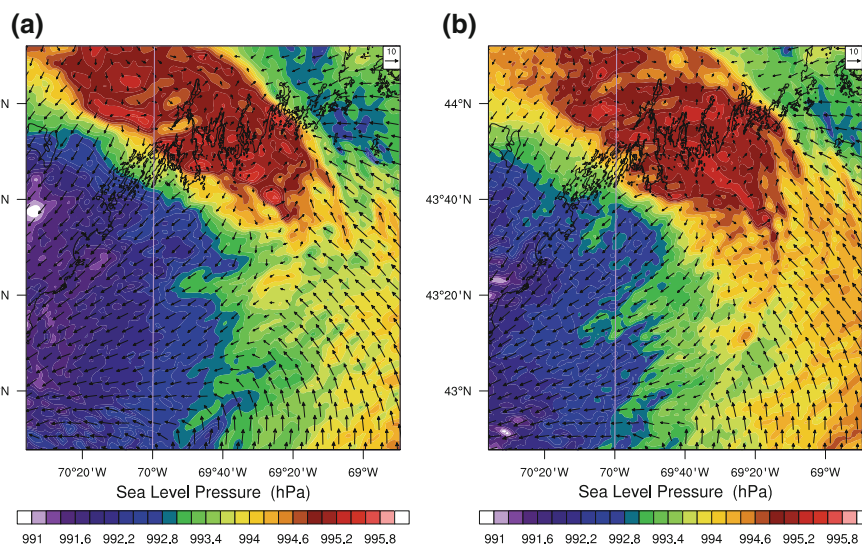 (a)
(b)
10
10
N
44°N
N
43°40'N
N
43°20'N
N
43°N
70°20'W 70°W 69°40'W 69°20'W 69°W
70°20'W 70°W 69°40'W 69°20'W 69°W
Sea Level Pressure (hPa)
Sea Level Pressure (hPa)
991 991.6 992.2 992.8 993.4 994 994.6 995.2 995.8
991 991.6 992.2 992.8 993.4 994 994.6 995.2 995.8